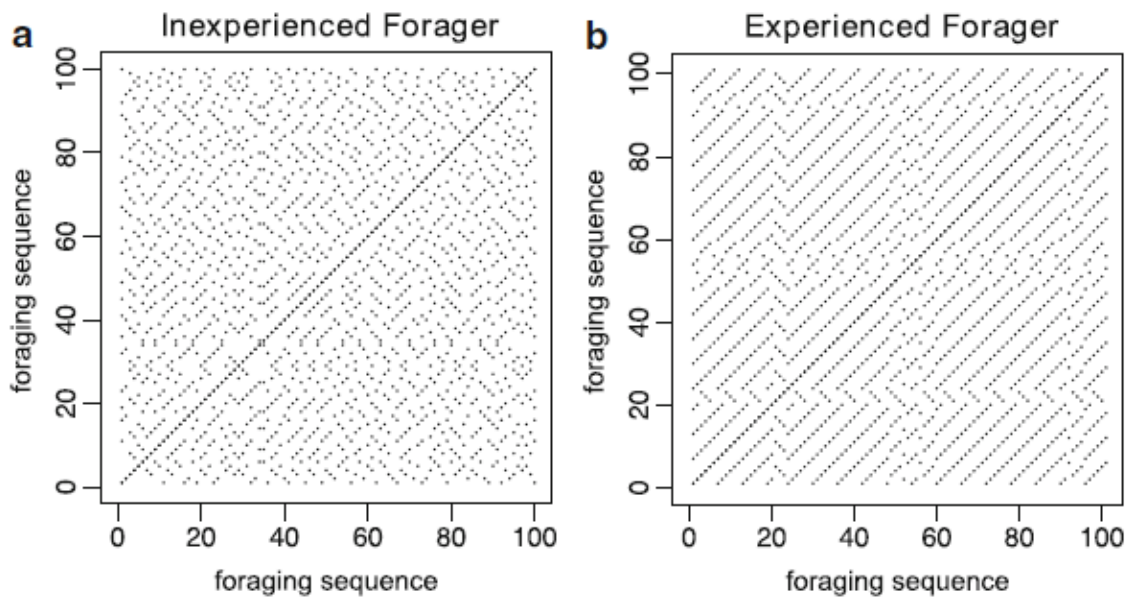 a Inexperienced Forager
foraging sequence
100
80
60
40
20
0
0 20 40 60 80 100
foraging sequence
b Experienced Forager
foraging sequence
100
80
60
40
20
0
0 20 40 60 80 100
foraging sequence